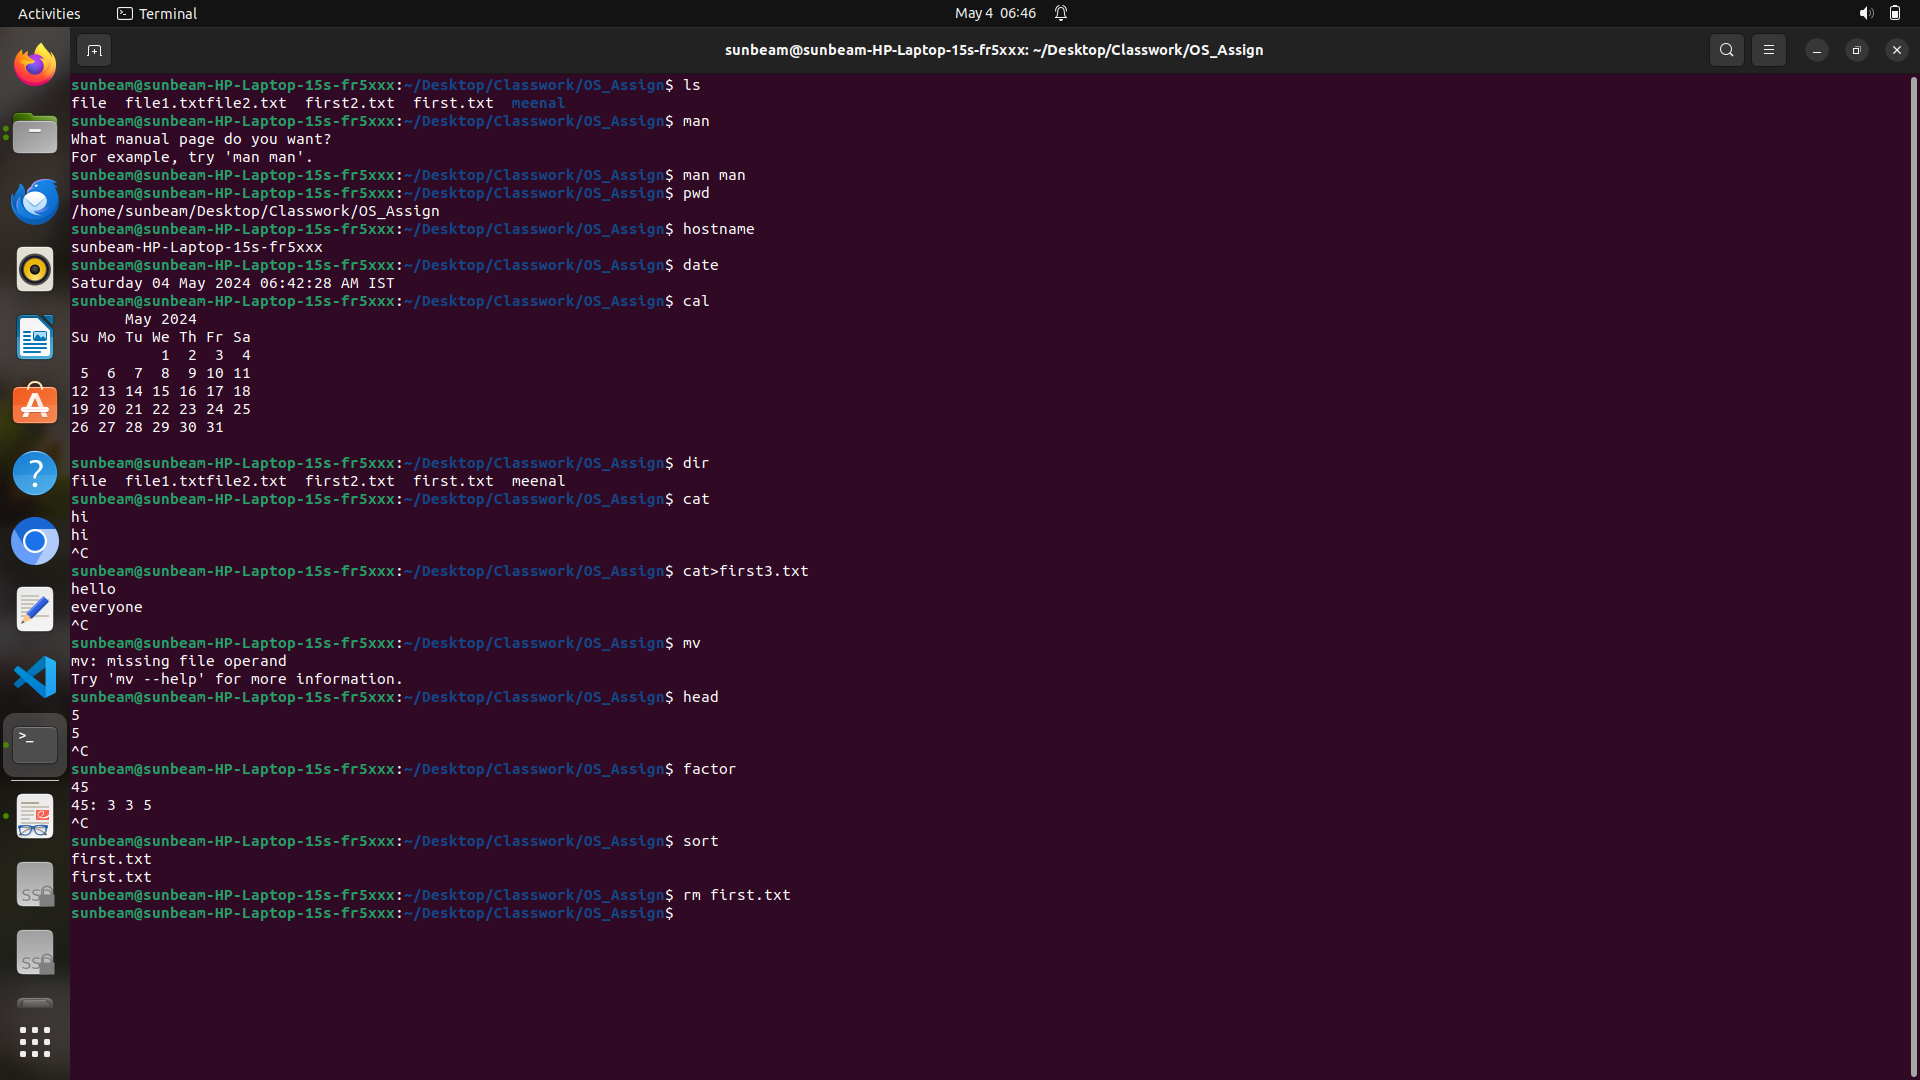 Activities
Terminal
May 4 06:46
sunbeam@sunbeam-HP-Laptop-15s-fr5xxx: ~/Desktop/Classwork/OS_Assign
sunbeam@sunbeam-HP-Laptop-15s-fr5xxx:~/Desktop/Classwork/OS_Assign$ ls
file  file1.txtfile2.txt  first2.txt  first.txt  meenal
sunbeam@sunbeam-HP-Laptop-15s-fr5xxx:~/Desktop/Classwork/OS_Assign$ man
What manual page do you want?
For example, try 'man man'.
sunbeam@sunbeam-HP-Laptop-15s-fr5xxx:~/Desktop/Classwork/OS_Assign$ man man
sunbeam@sunbeam-HP-Laptop-15s-fr5xxx:~/Desktop/Classwork/OS_Assign$ pwd
/home/sunbeam/Desktop/Classwork/OS_Assign
sunbeam@sunbeam-HP-Laptop-15s-fr5xxx:~/Desktop/Classwork/OS_Assign$ hostname
sunbeam-HP-Laptop-15s-fr5xxx
sunbeam@sunbeam-HP-Laptop-15s-fr5xxx:~/Desktop/Classwork/OS_Assign$ date
Saturday 04 May 2024 06:42:28 AM IST
sunbeam@sunbeam-HP-Laptop-15s-fr5xxx:~/Desktop/Classwork/OS_Assign$ cal
      May 2024
Su Mo Tu We Th Fr Sa
          1  2  3  4
 5  6  7  8  9 10 11
12 13 14 15 16 17 18
19 20 21 22 23 24 25
26 27 28 29 30 31
sunbeam@sunbeam-HP-Laptop-15s-fr5xxx:~/Desktop/Classwork/OS_Assign$ dir
file  file1.txtfile2.txt  first2.txt  first.txt  meenal
sunbeam@sunbeam-HP-Laptop-15s-fr5xxx:~/Desktop/Classwork/OS_Assign$ cat
hi
hi
^C
sunbeam@sunbeam-HP-Laptop-15s-fr5xxx:~/Desktop/Classwork/OS_Assign$ cat>first3.txt
hello
everyone
^C
sunbeam@sunbeam-HP-Laptop-15s-fr5xxx:~/Desktop/Classwork/OS_Assign$ mv
mv: missing file operand
Try 'mv --help' for more information.
sunbeam@sunbeam-HP-Laptop-15s-fr5xxx:~/Desktop/Classwork/OS_Assign$ head
5
5
^C
sunbeam@sunbeam-HP-Laptop-15s-fr5xxx:~/Desktop/Classwork/OS_Assign$ factor
45
45: 3 3 5
^C
sunbeam@sunbeam-HP-Laptop-15s-fr5xxx:~/Desktop/Classwork/OS_Assign$ sort
first.txt
first.txt
sunbeam@sunbeam-HP-Laptop-15s-fr5xxx:~/Desktop/Classwork/OS_Assign$ rm first.txt
sunbeam@sunbeam-HP-Laptop-15s-fr5xxx:~/Desktop/Classwork/OS_Assign$